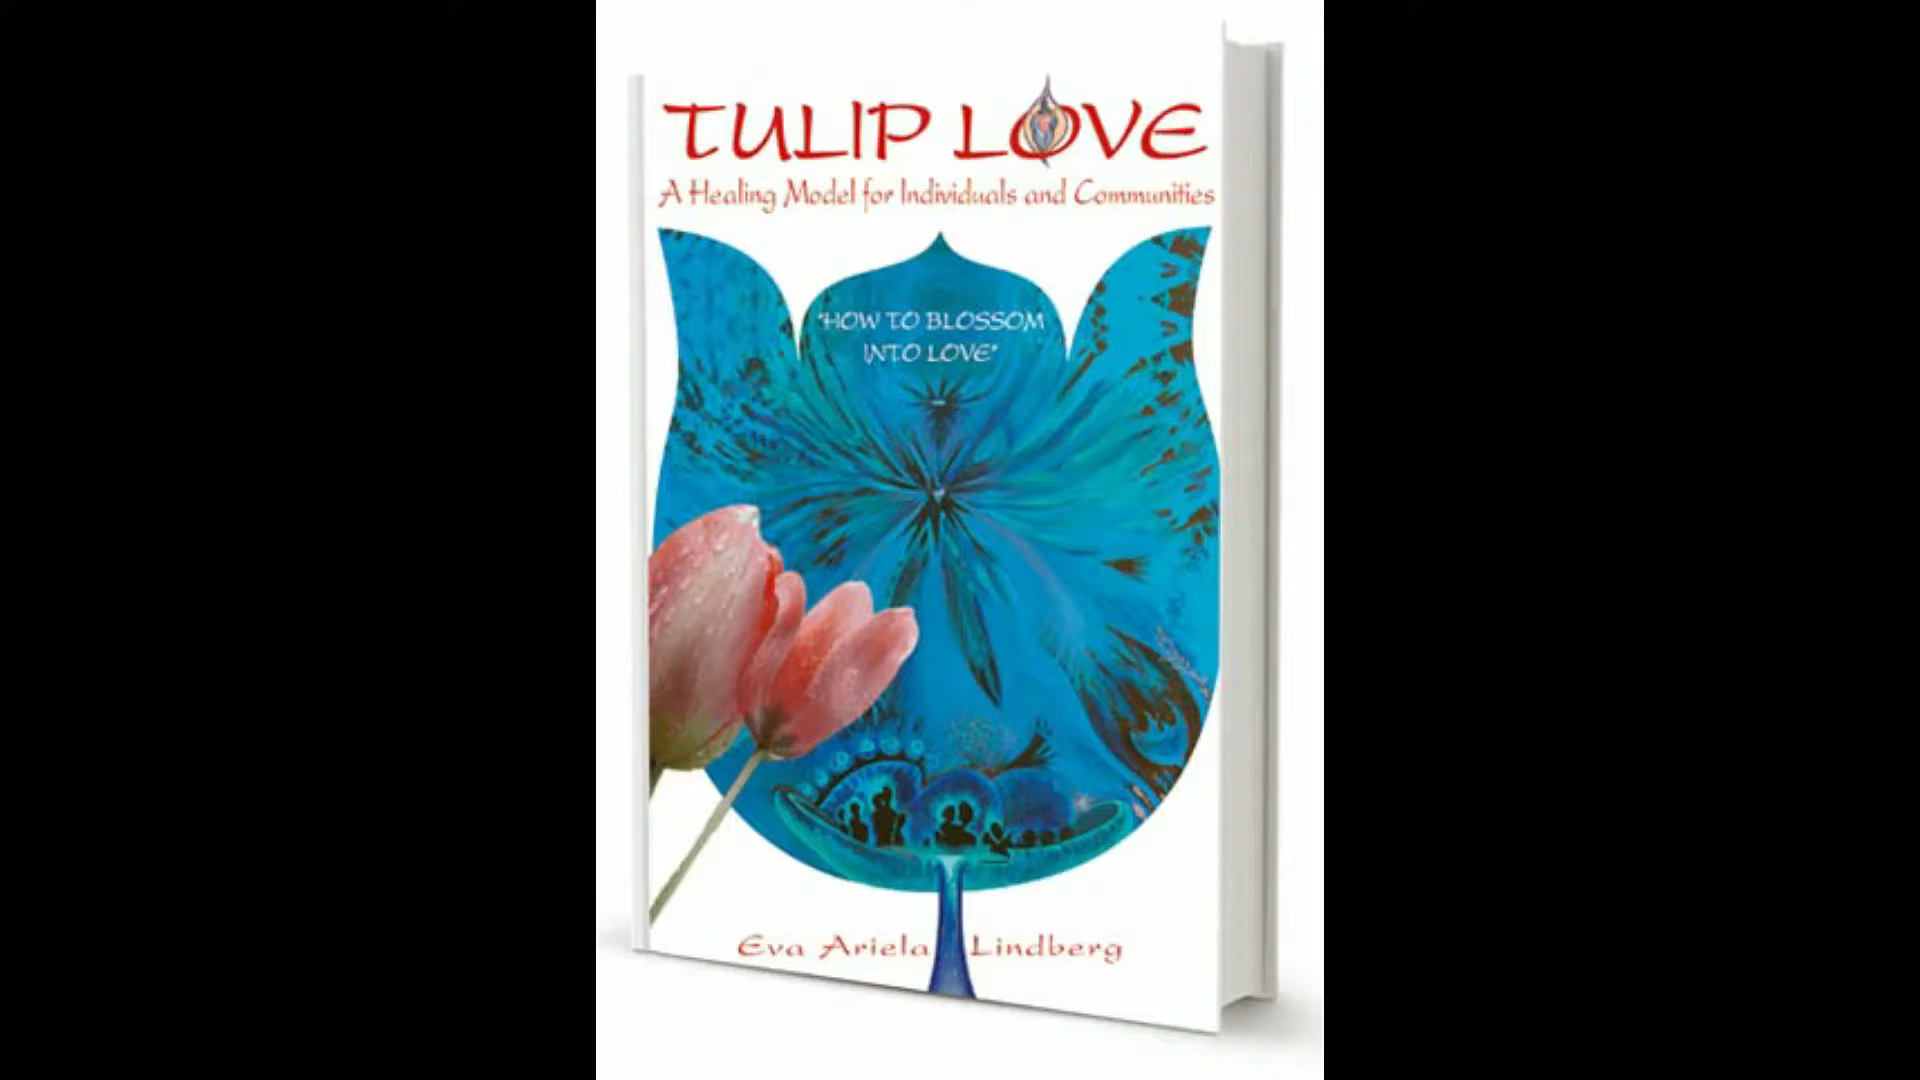 TULIP LOVE
A Healing Model for Individuals and Communities
"HOW TO BLOSSOM
INTO LOVE"
Eva Ariela Lindberg